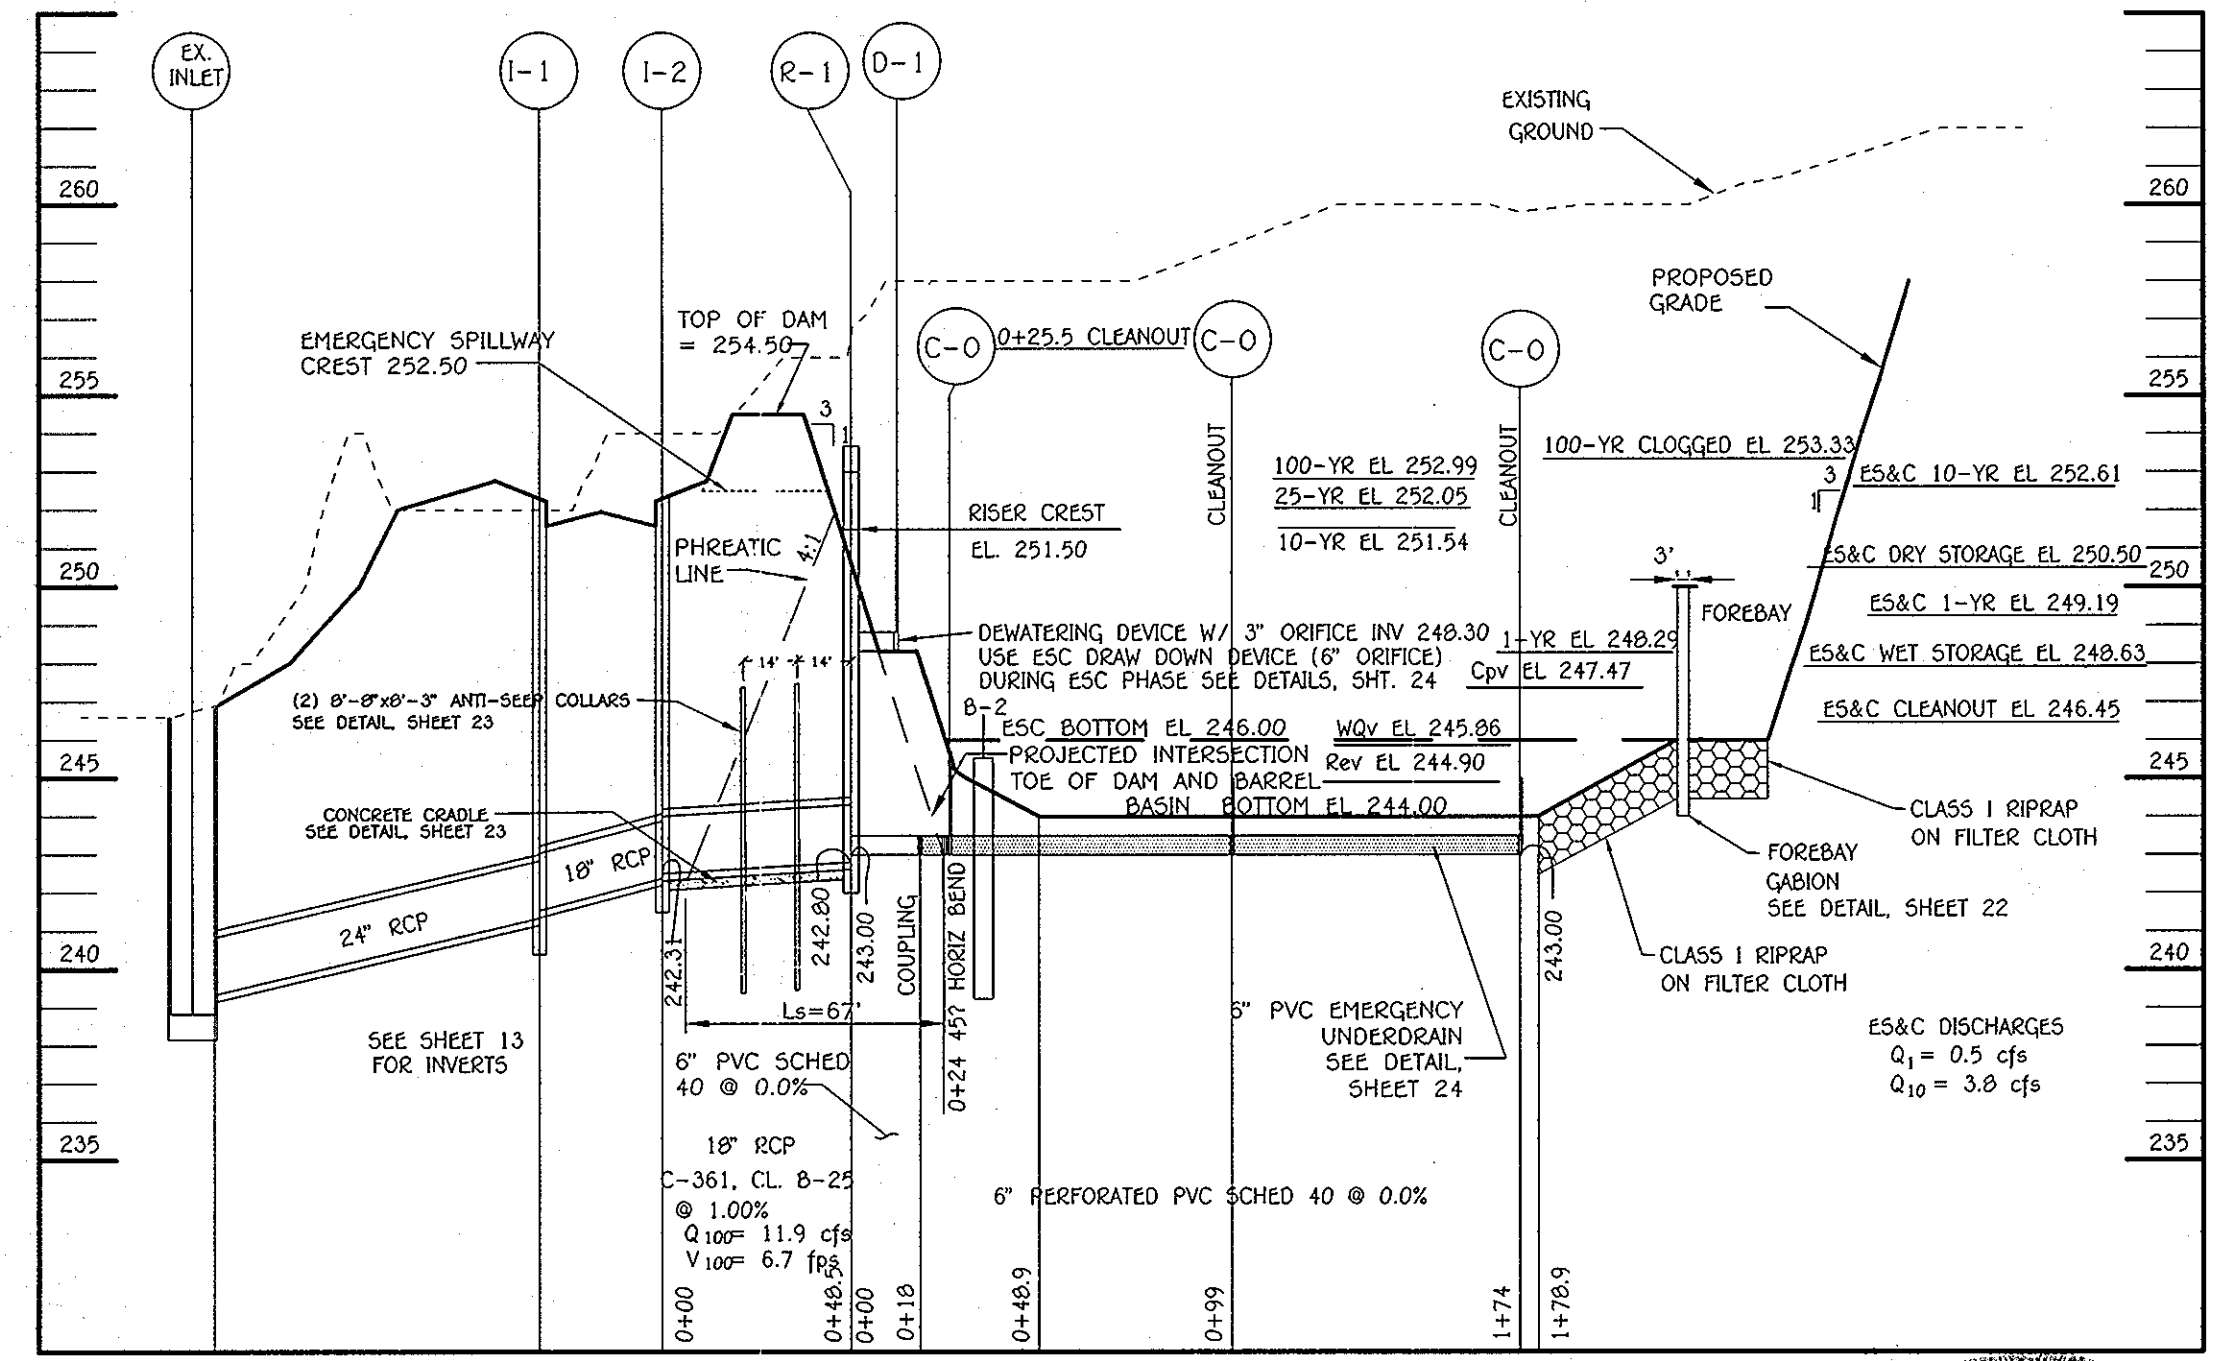 EX.
INLET
I-1
I-2
R-1
D-1
EXISTING
GROUND
260
260
PROPOSED
GRADE
TOP OF DAM
= 254.50
EMERGENCY SPILLWAY
CREST 252.50
C-O
0+25.5 CLEANOUT
C-O
C-O
255
255
3
1
CLEANOUT
CLEANOUT
100-YR CLOGGED EL 253.33
100-YR EL 252.99
25-YR EL 252.05
10-YR EL 251.54
3
1
ES&C 10-YR EL 252.61
RISER CREST
EL. 251.50
PHREATIC
LINE
4:1
3'
ES&C DRY STORAGE EL 250.50
250
250
FOREBAY
ES&C 1-YR EL 249.19
DEWATERING DEVICE W/ 3" ORIFICE INV 248.30
USE ESC DRAW DOWN DEVICE (6" ORIFICE)
DURING ESC PHASE SEE DETAILS, SHT. 24
1-YR EL 248.29
Cpv EL 247.47
ES&C WET STORAGE EL 248.63
14'
14'
(2) 8'-8"x8'-3" ANTI-SEEP COLLARS
SEE DETAIL, SHEET 23
B-2
ES&C CLEANOUT EL 246.45
ESC BOTTOM EL 246.00
WQv EL 245.86
PROJECTED INTERSECTION
TOE OF DAM AND BARREL
Rev EL 244.90
BASIN BOTTOM EL 244.00
245
245
CONCRETE CRADLE
SEE DETAIL, SHEET 23
CLASS I RIPRAP
ON FILTER CLOTH
FOREBAY
GABION
SEE DETAIL, SHEET 22
18" RCP
24" RCP
242.31
242.80
243.00
COUPLING
0+24 45? HORIZ BEND
243.00
240
240
CLASS I RIPRAP
ON FILTER CLOTH
Ls=67'
6" PVC EMERGENCY
UNDERDRAIN
SEE DETAIL,
SHEET 24
SEE SHEET 13
FOR INVERTS
ES&C DISCHARGES
Q1 = 0.5 cfs
Q10 = 3.8 cfs
6" PVC SCHED
40 @ 0.0%
235
235
18" RCP
C-361, CL. B-25
@ 1.00%
Q100= 11.9 cfs
V100= 6.7 fps
6" PERFORATED PVC SCHED 40 @ 0.0%
0+00
0+48.5
0+00
0+18
0+48.9
0+99
1+74
1+78.9